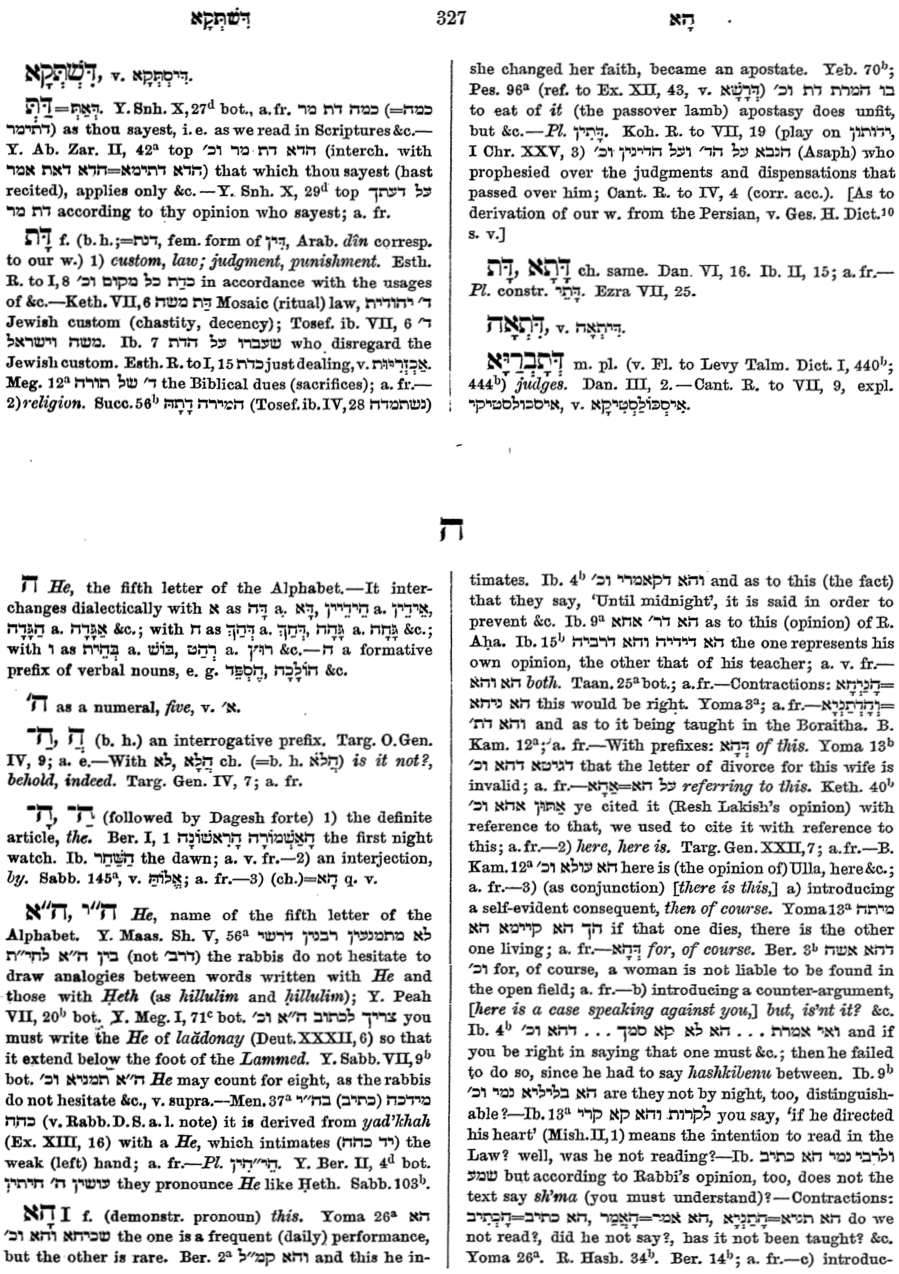 דִּשְׁתְּקָא 327 הָא
דִּשְׁתְּקָא, v. דִּיסְתְּקָא.
דַּתְּ=דְּאַתְּ. Y. Snh. X, 27d bot., a. fr. כמה דת מר (=כמה
דתימר) as thou sayest, i. e. as we read in Scriptures &c.—
Y. Ab. Zar. II, 42a top הדא דת מר וכ׳ (interch. with
הדא דתימא=הדא דאת אמר) that which thou sayest (hast
recited), applies only &c.—Y. Snh. X, 29d top על דעתך
דת מר according to thy opinion who sayest; a. fr.
דָּת f. (b. h.; =דנת, fem. form of דִּין, Arab. dîn corresp.
to our w.) 1) custom, law; judgment, punishment. Esth.
R. to I, 8 כדת כל מקום וכ׳ in accordance with the usages
of &c.—Keth. VII, 6 דַּת משה Mosaic (ritual) law, ד׳ יהודית
Jewish custom (chastity, decency); Tosef. ib. VII, 6 ד׳
משה וישראל. Ib. 7 שעברו על הדת who disregard the
Jewish custom. Esth. R. to I, 15 כדת just dealing, v. אַכְזָרִיּוּת.
Meg. 12a ד׳ של תורה the Biblical dues (sacrifices); a. fr.—
2) religion. Succ. 56b המירה דָתָהּ (Tosef. ib. IV, 28 נשתמדה)
she changed her faith, became an apostate. Yeb. 70b;
Pes. 96a (ref. to Ex. XII, 43, v. דְּרָשָׁא) בו המרת דת וכ׳
to eat of it (the passover lamb) apostasy does unfit,
but &c.—Pl. דָּתִין. Koh. R. to VII, 19 (play on ידותון,
I Chr. XXV, 3) הנבא על הד׳ ועל הדינין וכ׳ (Asaph) who
prophesied over the judgments and dispensations that
passed over him; Cant. R. to IV, 4 (corr. acc.). [As to
derivation of our w. from the Persian, v. Ges. H. Dict.10
s. v.]
דָּתָא, דָּת ch. same. Dan. VI, 16. Ib. II, 15; a. fr.—
Pl. constr. דָּתֵי. Ezra VII, 25.
דִּתְאָה, v. דִּיתְאָה.
דְּתָבְרַיָּא m. pl. (v. Fl. to Levy Talm. Dict. I, 440b;
444b) judges. Dan. III, 2.—Cant. R. to VII, 9, expl.
איסכולסטיקי, v. אִיסְכּוֹלַסְטִיקָא.
ה
ה He, the fifth letter of the Alphabet.—It inter-
changes dialectically with א as דָּה a. דָּא, הֵידֵיין a. אֵידֵין,
הַגָּדָה a. אַגָּדָה &c.; with ח as דְּהַךְ a. דְּחַךְ, גָּהָה a. גָּחָה &c.;
with ו as בְּהֵית a. בּוּשׁ, רְהַט a. רוּץ &c.—ה a formative
prefix of verbal nouns, e. g. הֶסְפֵּד, הוֹלָכָה &c.
ה׳ as a numeral, five, v. א׳.
הֲ, הַ־ (b. h.) an interrogative prefix. Targ. O. Gen.
IV, 9; a. e.—With לָא, הֲלָא ch. (=b. h. הֲלֹא) is it not?,
behold, indeed. Targ. Gen. IV, 7; a. fr.
הַ־, הָ־ (followed by Dagesh forte) 1) the definite
article, the. Ber. I, 1 הָאַשְׁמוֹרָה הָרִאשׁוֹנָה the first night
watch. Ib. הַשַּׁחַר the dawn; a. v. fr.—2) an interjection,
by. Sabb. 145a, v. אֱלוֹהַּ; a. fr.—3) (ch.)=הָא q. v.
ה״י, ה״א He, name of the fifth letter of the
Alphabet. Y. Maas. Sh. V, 56a לא מתמנעין רבנין דרשי
בין ה״א לחי״ת (not דרב׳) the rabbis do not hesitate to
draw analogies between words written with He and
those with Ḥeth (as hillulim and ḥillulim); Y. Peah
VII, 20b bot. Y. Meg. I, 71c bot. צריך לכתוב ה״א וכ׳ you
must write the He of laădonay (Deut. XXXII, 6) so that
it extend below the foot of the Lammed. Y. Sabb. VII, 9b
bot. ה״א תמניא וכ׳ He may count for eight, as the rabbis
do not hesitate &c., v. supra.—Men. 37a מידכה (כתיב) בה״י
(v. Rabb. D. S. a. l. note) it is derived from yad'khah כהה
(Ex. XIII, 16) with a He, which intimates (יד כהה) the
weak (left) hand; a. fr.—Pl. הֵי״הִין. Y. Ber. II, 4d bot.
עושין ה׳ חיתין they pronounce He like Ḥeth. Sabb. 103b.
הָא I f. (demonstr. pronoun) this. Yoma 26a הא
שכיחא והא וכ׳ the one is a frequent (daily) performance,
but the other is rare. Ber. 2a והא קמ״ל and this he in-
timates. Ib. 4b והא דקאמרי וכ׳ and as to this (the fact)
that they say, 'Until midnight', it is said in order to
prevent &c. Ib. 9a הא דר׳ אחא as to this (opinion) of R.
Aḥa. Ib. 15b הא דידיה והא דרביה the one represents his
own opinion, the other that of his teacher; a. v. fr.—
הא והא both. Taan. 25a bot.; a. fr.—Contractions: הָנִיחָא=
הא ניחא this would be right. Yoma 3a; a. fr.—וְהָדְתַנְיָא=
והא דת׳ and as to it being taught in the Boraitha. B.
Kam. 12a; a. fr.—With prefixes: דְּהָא of this. Yoma 13b
דגיטא דהא וכ׳ that the letter of divorce for this wife is
invalid; a. fr.—אַהָא=על הא referring to this. Keth. 40b
אַתּוּן אהא וכ׳ ye cited it (Resh Lakish's opinion) with
reference to that, we used to cite it with reference to
this; a. fr.—2) here, here is. Targ. Gen. XXII, 7; a. fr.—B.
Kam. 12a הא עולא וכ׳ here is (the opinion of) Ulla, here &c.;
a. fr.—3) (as conjunction) [there is this,] a) introducing
a self-evident consequent, then of course. Yoma 13a מיתה
הך הא קיימא הא if that one dies, there is the other
one living; a. fr.—דְּהָא for, of course. Ber. 3b דהא אשה
וכ׳ for, of course, a woman is not liable to be found in
the open field; a. fr.—b) introducing a counter-argument,
[here is a case speaking against you,] but, is'nt it? &c.
Ib. 4b ואי אמרת ... הא לא קא סמך ... דהא וכ׳ and if
you be right in saying that one must &c.; then he failed
to do so, since he had to say hashkibenu between. Ib. 9b
הא בליליא נמי וכ׳ are they not by night, too, distinguish-
able?—Ib. 13a לקרות והא קא קרי you say, 'if he directed
his heart' (Mish. II, 1) means the intention to read in the
Law? well, was he not reading?—Ib. ולרבי נמי הא כתיב
שמע but according to Rabbi's opinion, too, does not the
text say sh'ma (you must understand)?—Contractions:
הָכְתִיב=הא כתיב, הָאֲמַר=הא אמר, הָתַנְיָא=הא תניא do we
not read?, did he not say?, has it not been taught? &c.
Yoma 26a. R. Hash. 34b. Ber. 14b; a. fr.—c) introduc-